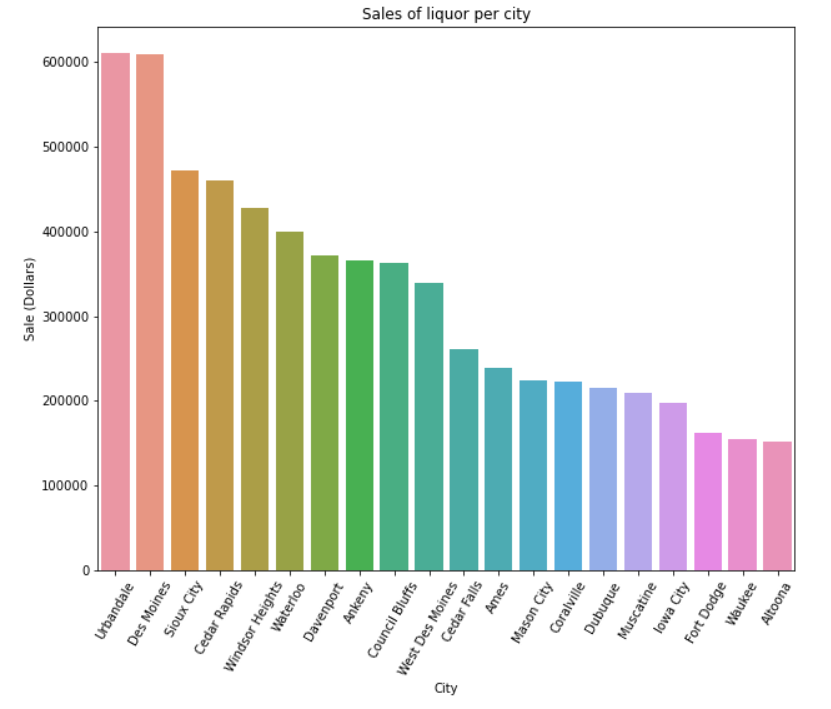 Sales of liquor per city
600000
500000
400000
300000
200000
100000
0
Sale (Dollars)
Urbandale
Des Moines
Sioux City
Cedar Rapids
Windsor Heights
Waterloo
Davenport
Ankeny
Council Bluffs
West Des Moines
Cedar Falls
Ames
Mason City
Coralville
Dubuque
Muscatine
Iowa City
Fort Dodge
Waukee
Altoona
City